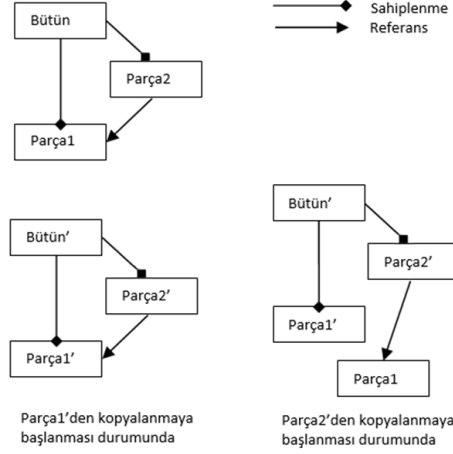 Bütün
Sahiplenme
Referans
Parça2
Parça1
Bütün’
Parça2’
Parça1’
Parça1’den kopyalanmaya
başlanması durumunda
Bütün’
Parça2’
Parça1’
Parça1
Parça2’den kopyalanmaya
başlanması durumunda